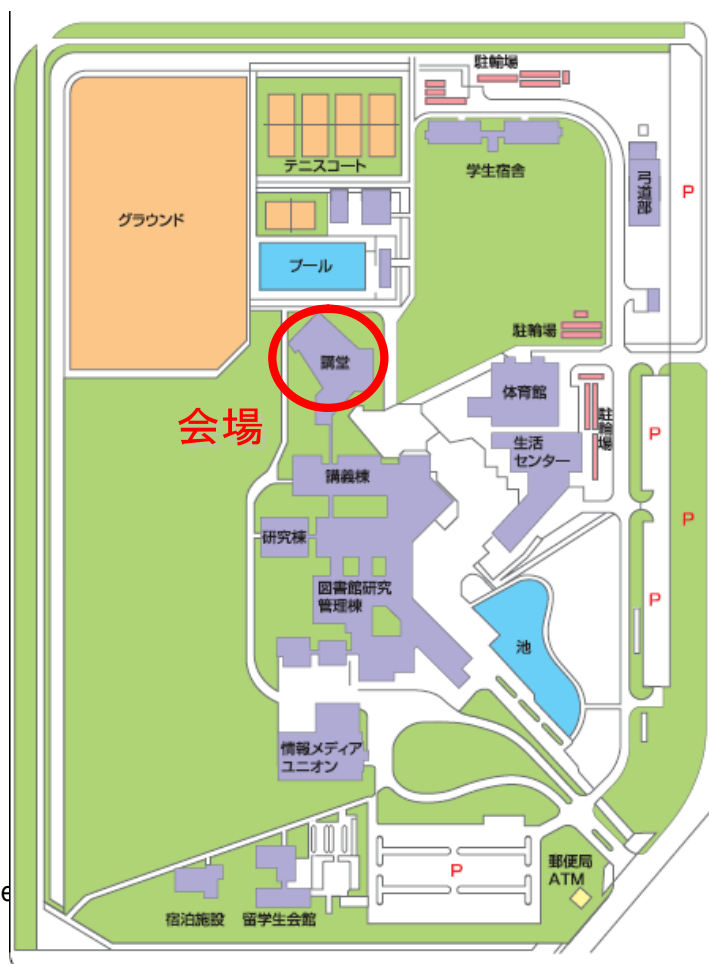 駐輪場
テニスコート
学生宿舎
弓道部
P
グラウンド
プール
駐輪場
講堂
体育館
会場
駐輪場
生活
センター
P
講義棟
P
研究棟
図書館研究
管理棟
P
池
情報メディア
ユニオン
郵便局
ATM
P
宿泊施設
留学生会館